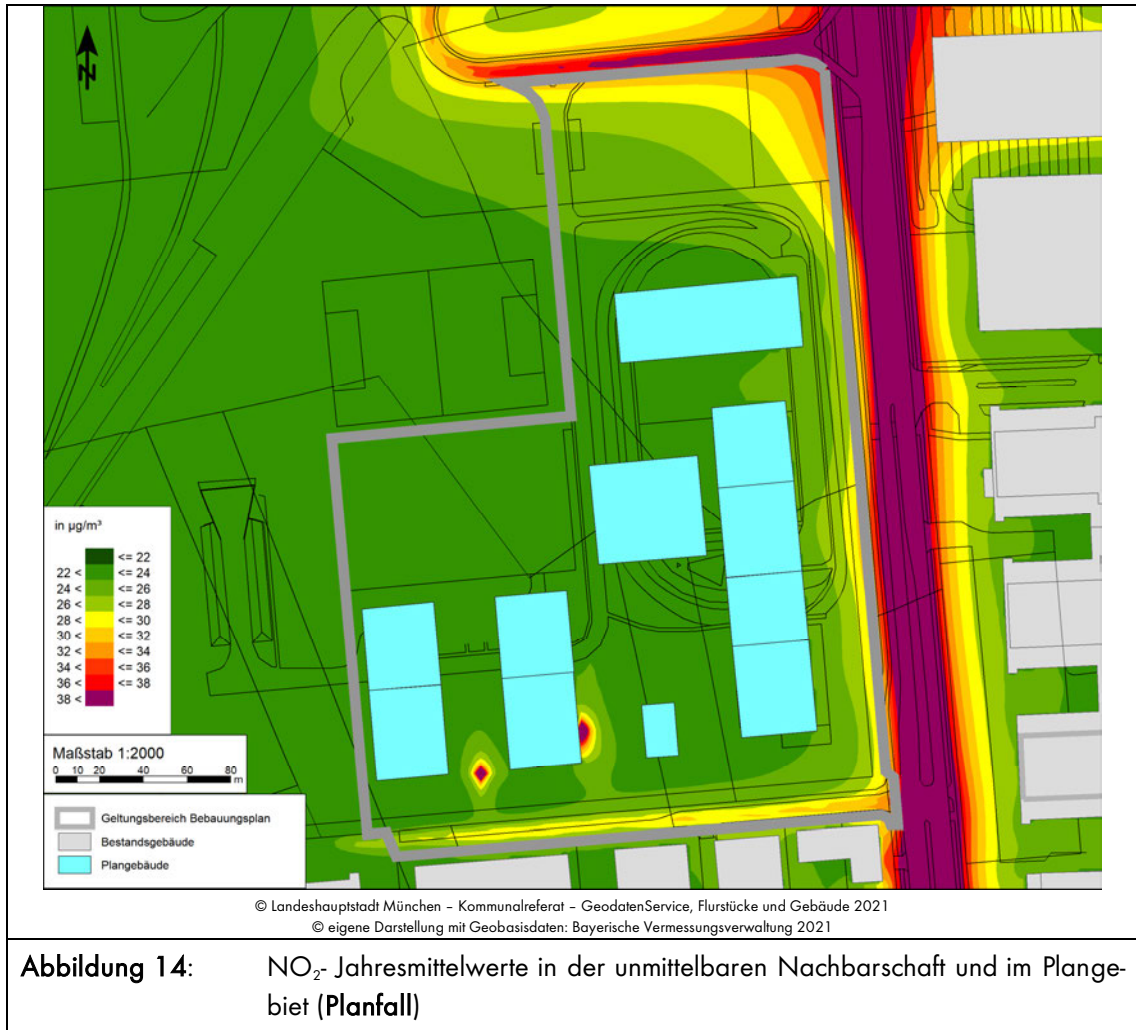 N
in µg/m³
<= 22
22 < <= 24
24 < <= 26
26 < <= 28
28 < <= 30
30 < <= 32
32 < <= 34
34 < <= 36
36 < <= 38
38 <
Maßstab 1:2000
0 10 20 40 60 80
m
Geltungsbereich Bebauungsplan
Bestandsgebäude
Plangebäude
© Landeshauptstadt München – Kommunalreferat – GeodatenService, Flurstücke und Gebäude 2021
© eigene Darstellung mit Geobasisdaten: Bayerische Vermessungsverwaltung 2021
Abbildung 14: NO₂- Jahresmittelwerte in der unmittelbaren Nachbarschaft und im Plange-
biet (Planfall)